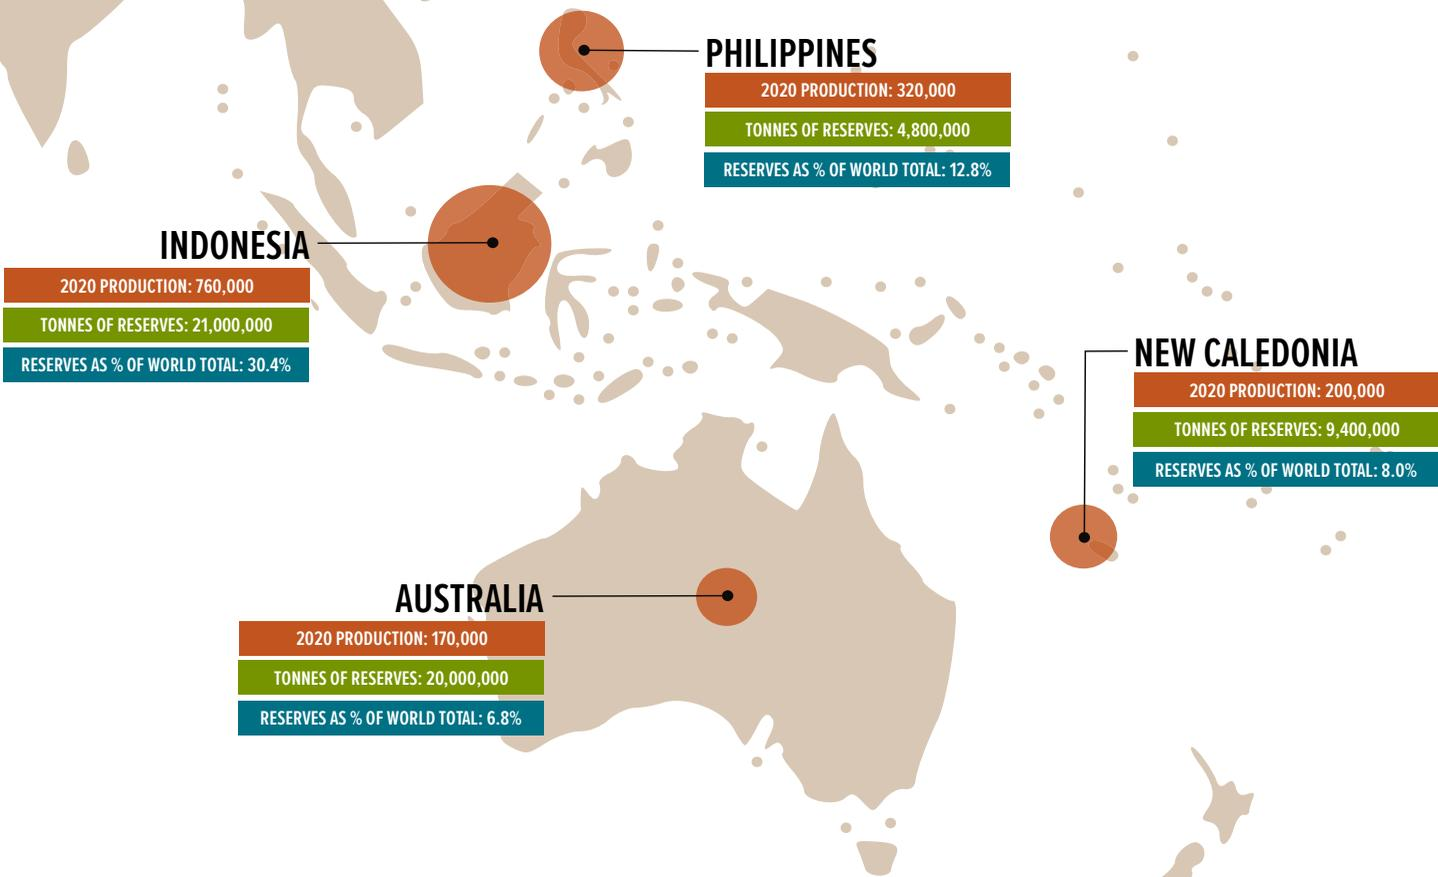 PHILIPPINES
2020 PRODUCTION: 320,000
TONNES OF RESERVES: 4,800,000
RESERVES AS % OF WORLD TOTAL: 12.8%
INDONESIA
2020 PRODUCTION: 760,000
TONNES OF RESERVES: 21,000,000
RESERVES AS % OF WORLD TOTAL: 30.4%
NEW CALEDONIA
2020 PRODUCTION: 200,000
TONNES OF RESERVES: 9,400,000
RESERVES AS % OF WORLD TOTAL: 8.0%
AUSTRALIA
2020 PRODUCTION: 170,000
TONNES OF RESERVES: 20,000,000
RESERVES AS % OF WORLD TOTAL: 6.8%